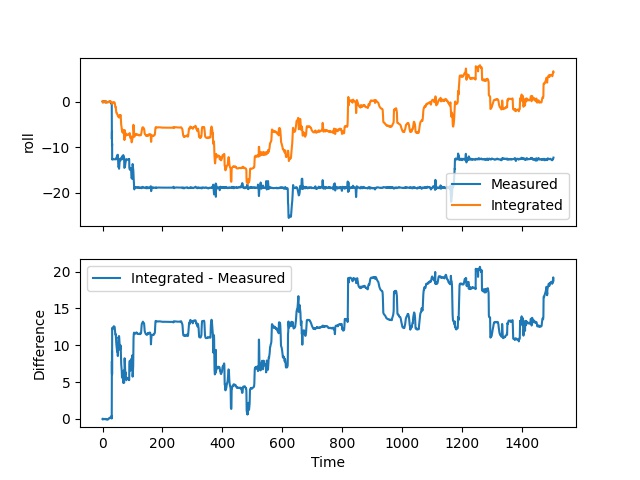 0
−10
−20
roll
Measured
Integrated
20
15
10
5
0
Difference
Integrated - Measured
0 200 400 600 800 1000 1200 1400
Time